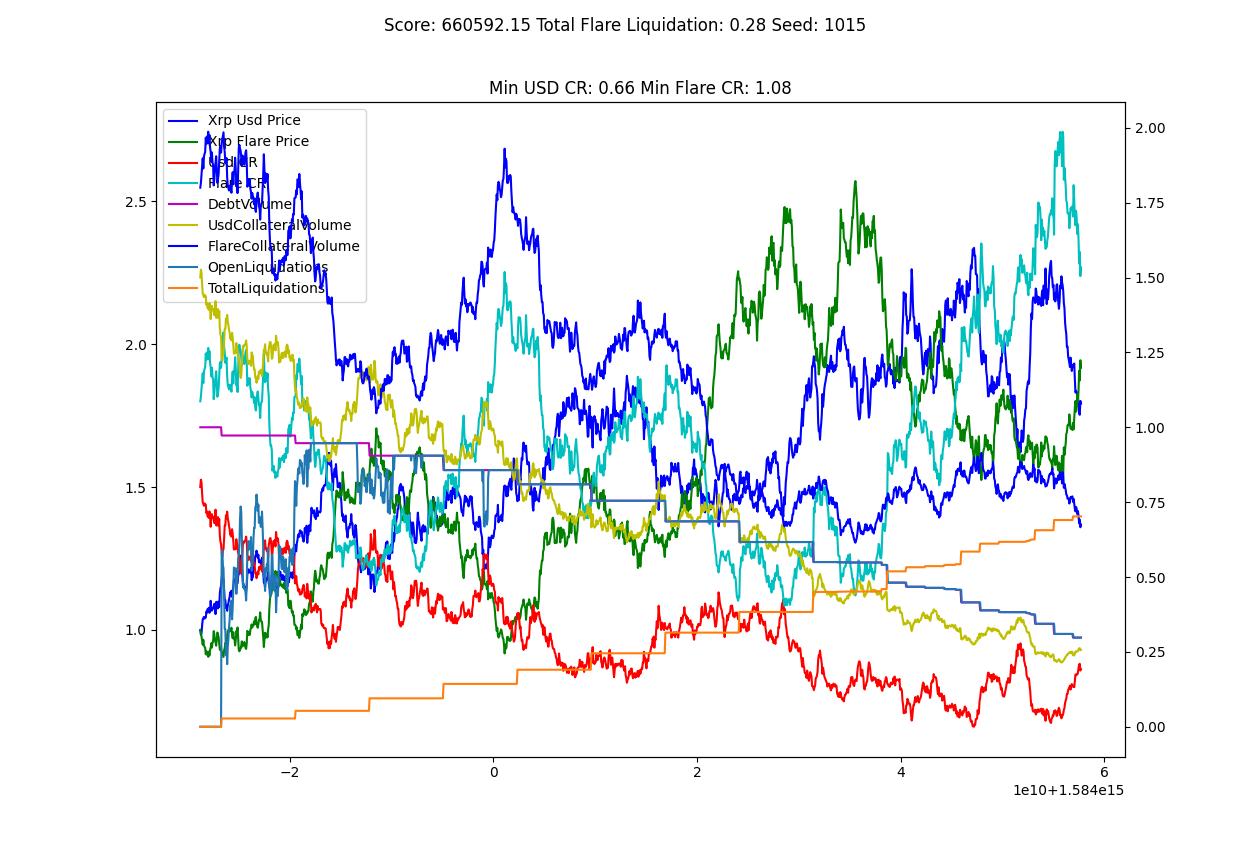 Score: 660592.15 Total Flare Liquidation: 0.28 Seed: 1015
Min USD CR: 0.66 Min Flare CR: 1.08
Xrp Usd Price
Xrp Flare Price
Usd CR
Flare CR
DebtVolume
UsdCollateralVolume
FlareCollateralVolume
OpenLiquidations
TotalLiquidations
2.5
2.0
1.5
1.0
2.00
1.75
1.50
1.25
1.00
0.75
0.50
0.25
0.00
−2
0
2
4
6
1e10+1.584e15